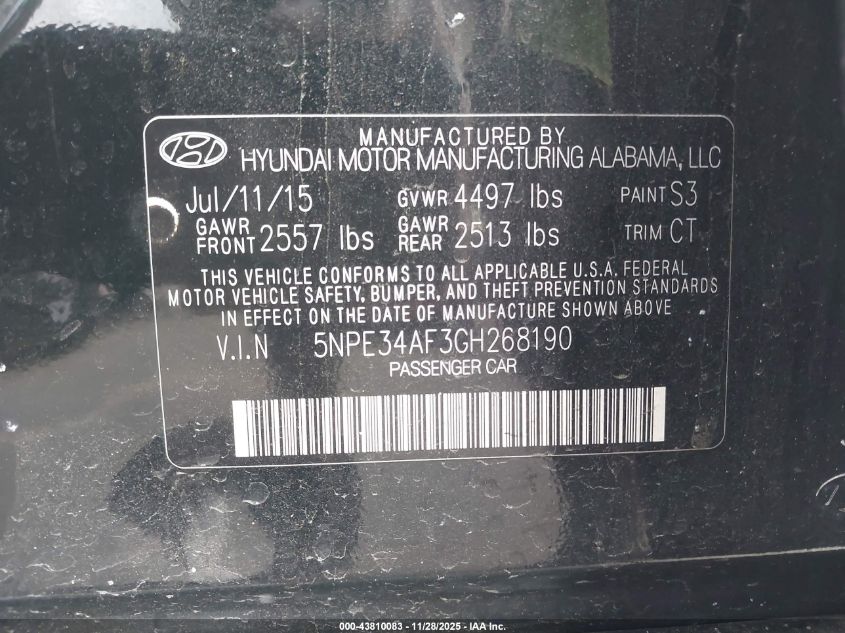 MANUFACTURED BY
HYUNDAI MOTOR MANUFACTURING ALABAMA, LLC
Jul/11/15 GVWR 4497 lbs PAINT S3
GAWR FRONT 2557 lbs GAWR REAR 2513 lbs TRIM CT
THIS VEHICLE CONFORMS TO ALL APPLICABLE U.S.A. FEDERAL
MOTOR VEHICLE SAFETY, BUMPER, AND THEFT PREVENTION STANDARDS
IN EFFECT ON THE DATE OF MANUFACTURE SHOWN ABOVE
V.I.N 5NPE34AF3GH268190
PASSENGER CAR
000-43810083 - 11/28/2025 - IAA Inc.